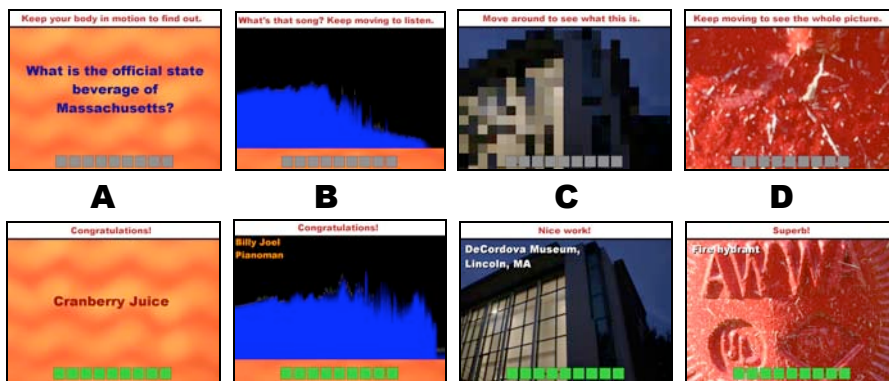 Keep your body in motion to find out.
What's that song? Keep moving to listen.
Move around to see what this is.
Keep moving to see the whole picture.
What is the official state
beverage of
Massachusetts?
A
B
C
D
Congratulations!
Congratulations!
Nice work!
Superb!
Cranberry Juice
Billy Joel
Pianoman
DeCordova Museum,
Lincoln, MA
Fire hydrant
AWWA